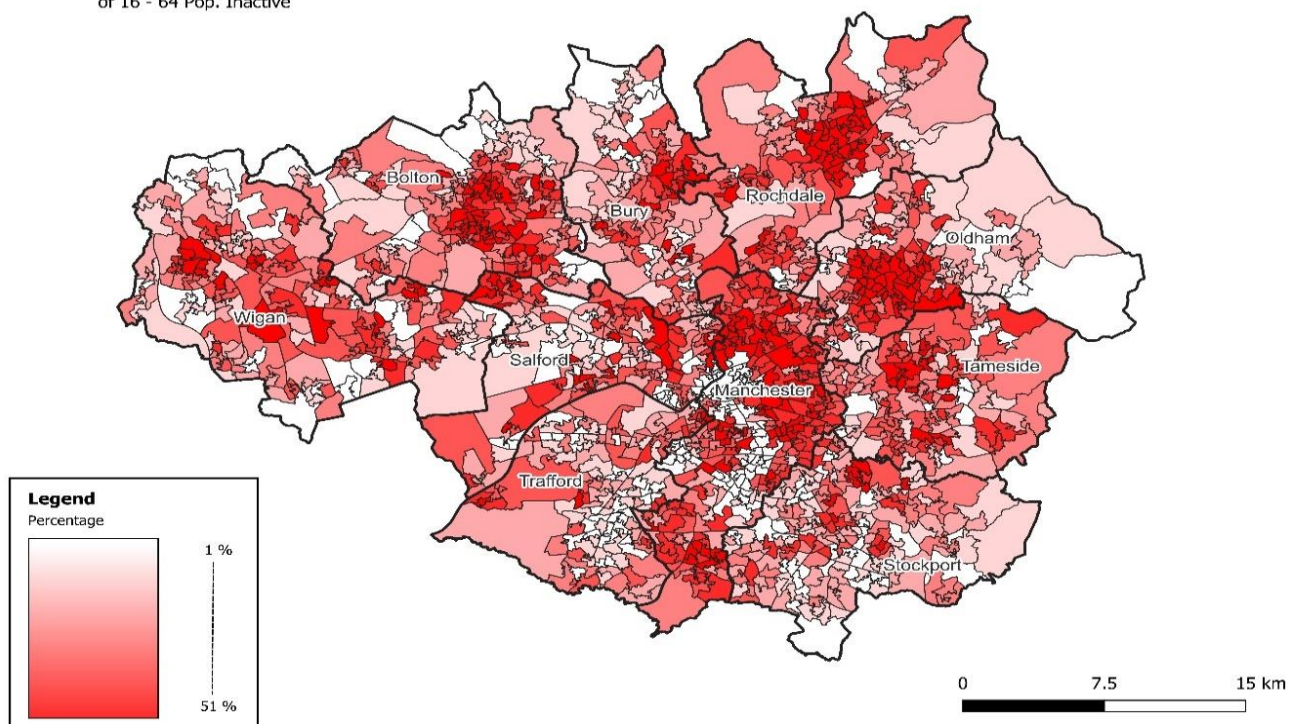 of 16 - 64 Pop. Inactive
Bolton
Bury
Rochdale
Oldham
Wigan
Salford
Manchester
Tameside
Trafford
Stockport
Legend
Percentage
1 %
51 %
0 7.5 15 km